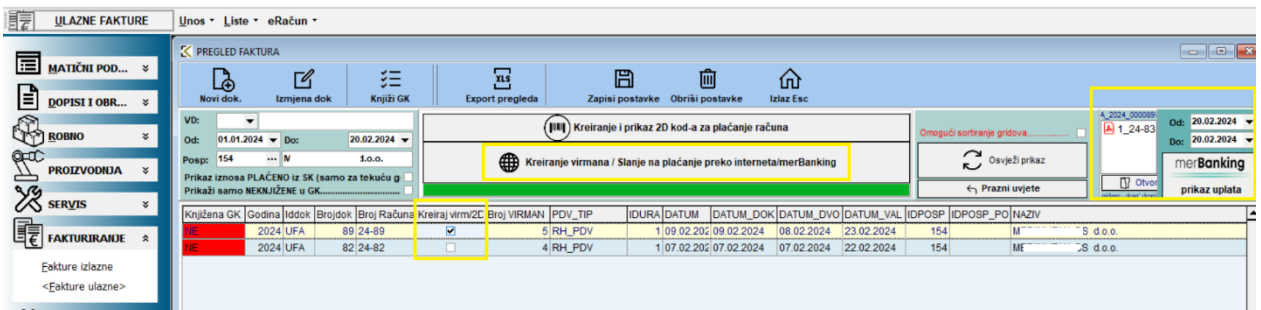 ULAZNE FAKTURE Unos Liste eRačun
MATIČNI POD...
DOPISI I OBR...
ROBNO
PROIZVODNJA
SERVIS
FAKTURIRANJE
Fakture izlazne
<Fakture ulazne>
PREGLED FAKTURA
Novi dok. Izmjena dok Knjiži GK Export pregleda Zapisi postavke Obriši postavke Izlaz Esc
XLS
VD:
Od: 01.01.2024 Do: 20.02.2024
Posp: 154 ... d.o.o.
Prikaz iznosa PLAĆENO iz SK (samo za tekuću g
Prikaži samo NEKNJIŽENE u GK
Kreiranje i prikaz 2D kod-a za plaćanje računa
Kreiranje virmana / Slanje na plaćanje preko interneta/merBanking
Omogući sortiranje gridova
Osvježi prikaz
Prazni uvjete
1_24-83
Otvor
Od: 20.02.2024
Do: 20.02.2024
merBanking
prikaz uplata
Knjižena GK Godina Iddok Brojdok Broj Računa Kreiraj virm/2D Broj VIRMAN PDV_TIP IDURA DATUM DATUM_DOK DATUM_DVO DATUM_VAL IDPOSP IDPOSP_PO NAZIV
NE 2024 UFA 89 24-89 5 RH_PDV 1 09.02.202 09.02.2024 08.02.2024 23.02.2024 154 S d.o.o.
NE 2024 UFA 82 24-82 4 RH_PDV 1 07.02.202 07.02.2024 07.02.2024 22.02.2024 154 S d.o.o.